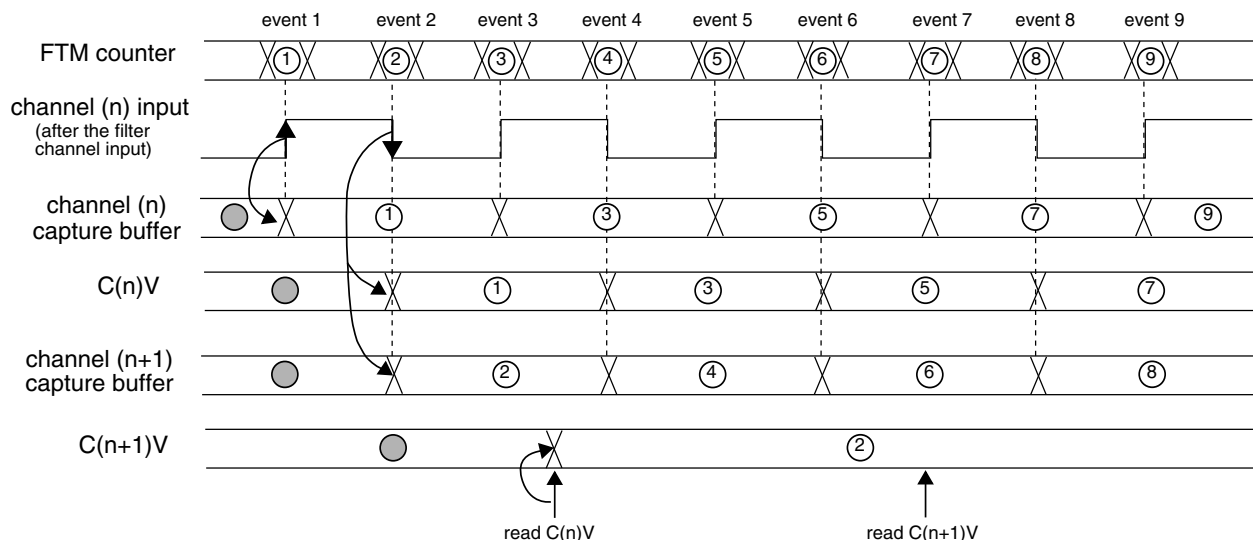 event 1 event 2 event 3 event 4 event 5 event 6 event 7 event 8 event 9
FTM counter
1 2 3 4 5 6 7 8 9
channel (n) input
(after the filter
channel input)
channel (n)
capture buffer
1 3 5 7 9
C(n)V
1 3 5 7
channel (n+1)
capture buffer
2 4 6 8
C(n+1)V
2
read C(n)V read C(n+1)V